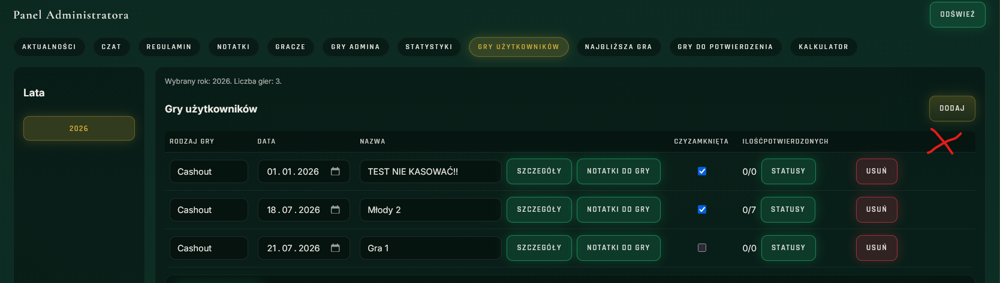 Panel Administratora
ODŚWIEŻ
AKTUALNOŚCI CZAT REGULAMIN NOTATKI GRACZE GRY ADMINA STATYSTYKI GRY UŻYTKOWNIKÓW NAJBLIŻSZA GRA GRY DO POTWIERDZENIA KALKULATOR
Lata
2026
Wybrany rok: 2026. Liczba gier: 3.
Gry użytkowników
DODAJ
RODZAJ GRY DATA NAZWA CZYZAMKNIĘTA ILOŚĆPOTWIERDZONYCH
Cashout 01.01.2026 TEST NIE KASOWAĆ!! SZCZEGÓŁY NOTATKI DO GRY 0/0 STATUSY USUŃ
Cashout 18.07.2026 Młody 2 SZCZEGÓŁY NOTATKI DO GRY 0/7 STATUSY USUŃ
Cashout 21.07.2026 Gra 1 SZCZEGÓŁY NOTATKI DO GRY 0/0 STATUSY USUŃ